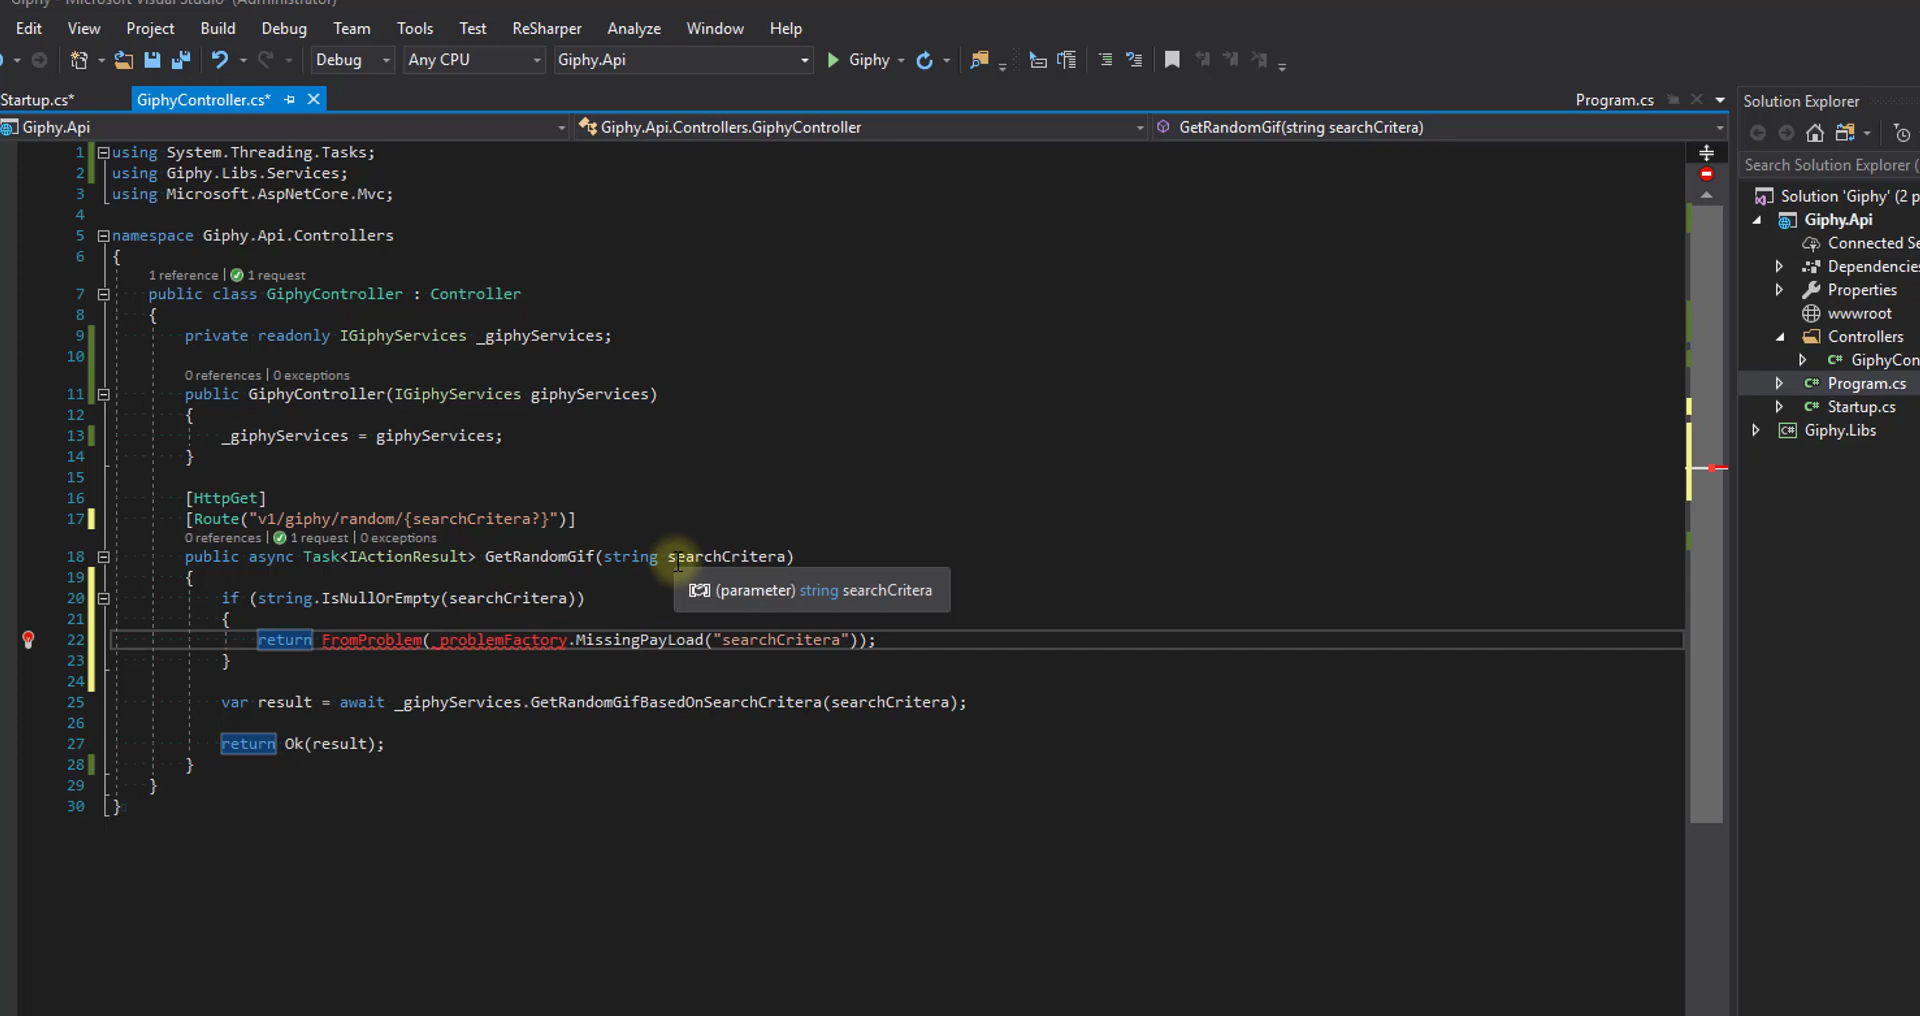 Giphy - Microsoft Visual Studio (Administrator)
Edit View Project Build Debug Team Tools Test ReSharper Analyze Window Help
Debug Any CPU Giphy.Api Giphy
Startup.cs* GiphyController.cs* Program.cs Solution Explorer
Giphy.Api Giphy.Api.Controllers.GiphyController GetRandomGif(string searchCritera)
1 using System.Threading.Tasks;
2 using Giphy.Libs.Services;
3 using Microsoft.AspNetCore.Mvc;
4
5 namespace Giphy.Api.Controllers
6 {
1 reference | 1 request
7 public class GiphyController : Controller
8 {
9 private readonly IGiphyServices _giphyServices;
10
0 references | 0 exceptions
11 public GiphyController(IGiphyServices giphyServices)
12 {
13 _giphyServices = giphyServices;
14 }
15
16 [HttpGet]
17 [Route("v1/giphy/random/{searchCritera?}")]
0 references | 1 request | 0 exceptions
18 public async Task<IActionResult> GetRandomGif(string searchCritera)
19 {
(parameter) string searchCritera
20 if (string.IsNullOrEmpty(searchCritera))
21 {
22 return FromProblem(_problemFactory.MissingPayLoad("searchCritera"));
23 }
24
25 var result = await _giphyServices.GetRandomGifBasedOnSearchCritera(searchCritera);
26
27 return Ok(result);
28 }
29 }
30 }
Search Solution Explorer
Solution 'Giphy' (2 p
Giphy.Api
Connected Se
Dependencies
Properties
wwwroot
Controllers
GiphyCon
Program.cs
Startup.cs
Giphy.Libs